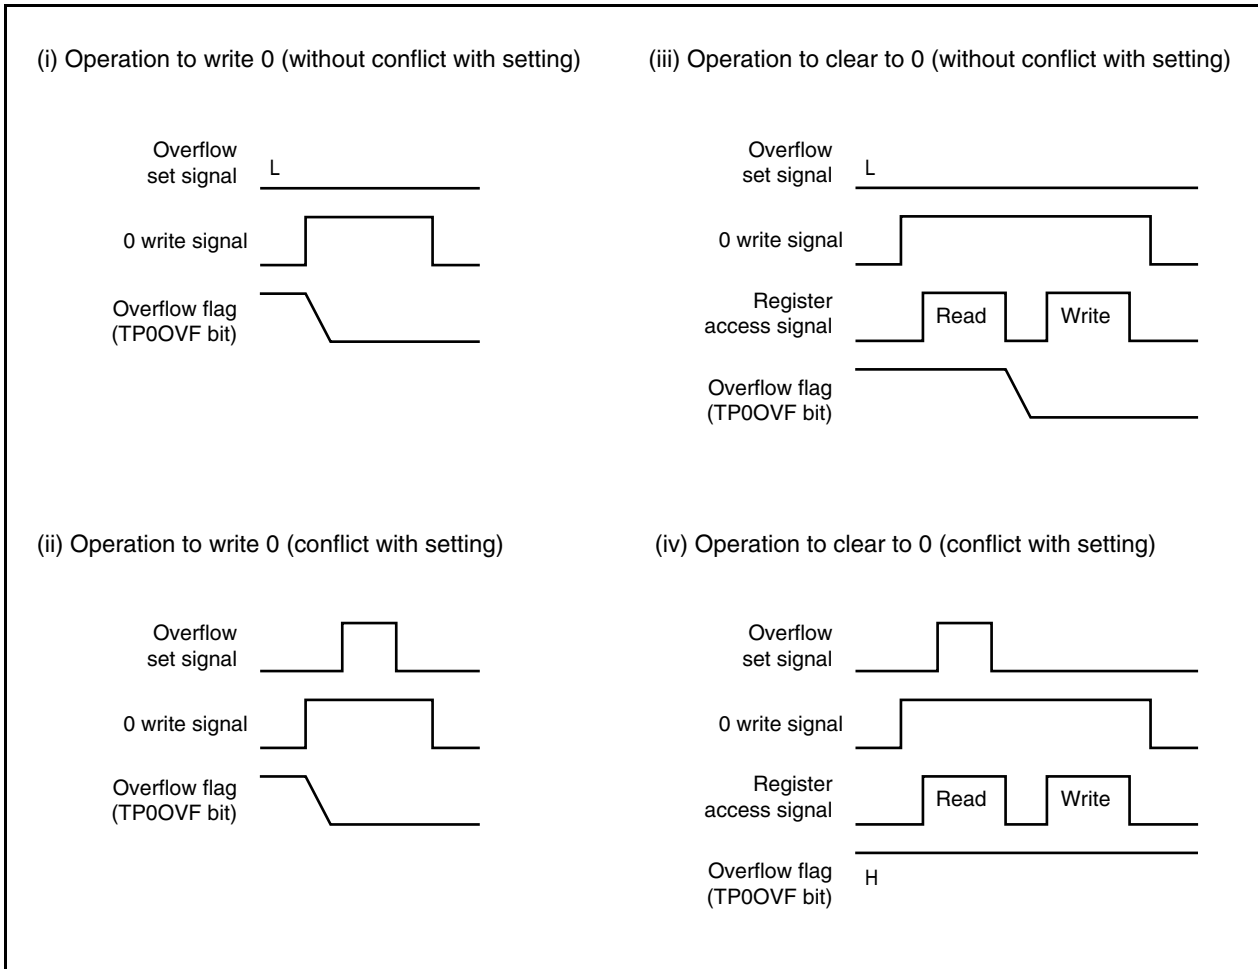 (i) Operation to write 0 (without conflict with setting)
Overflow
set signal
L
0 write signal
Overflow flag
(TP0OVF bit)
(iii) Operation to clear to 0 (without conflict with setting)
Overflow
set signal
L
0 write signal
Register
access signal
Read
Write
Overflow flag
(TP0OVF bit)
(ii) Operation to write 0 (conflict with setting)
Overflow
set signal
0 write signal
Overflow flag
(TP0OVF bit)
(iv) Operation to clear to 0 (conflict with setting)
Overflow
set signal
0 write signal
Register
access signal
Read
Write
Overflow flag
(TP0OVF bit)
H